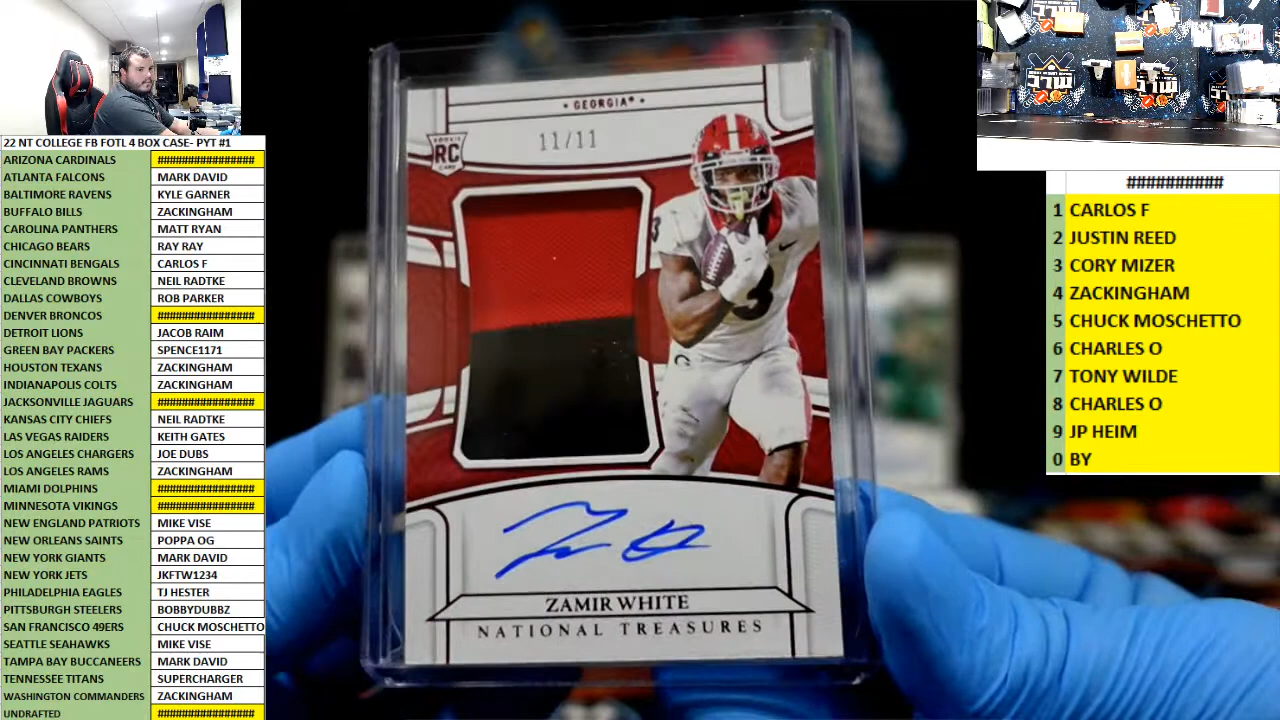 22 NT COLLEGE FB FOTL 4 BOX CASE- PYT #1
ARIZONA CARDINALS ################
ATLANTA FALCONS MARK DAVID
BALTIMORE RAVENS KYLE GARNER
BUFFALO BILLS ZACKINGHAM
CAROLINA PANTHERS MATT RYAN
CHICAGO BEARS RAY RAY
CINCINNATI BENGALS CARLOS F
CLEVELAND BROWNS NEIL RADTKE
DALLAS COWBOYS ROB PARKER
DENVER BRONCOS ################
DETROIT LIONS JACOB RAIM
GREEN BAY PACKERS SPENCE1171
HOUSTON TEXANS ZACKINGHAM
INDIANAPOLIS COLTS ZACKINGHAM
JACKSONVILLE JAGUARS ################
KANSAS CITY CHIEFS NEIL RADTKE
LAS VEGAS RAIDERS KEITH GATES
LOS ANGELES CHARGERS JOE DUBS
LOS ANGELES RAMS ZACKINGHAM
MIAMI DOLPHINS ################
MINNESOTA VIKINGS ################
NEW ENGLAND PATRIOTS MIKE VISE
NEW ORLEANS SAINTS POPPA OG
NEW YORK GIANTS MARK DAVID
NEW YORK JETS JKFTW1234
PHILADELPHIA EAGLES TJ HESTER
PITTSBURGH STEELERS BOBBYDUBBZ
SAN FRANCISCO 49ERS CHUCK MOSCHETTO
SEATTLE SEAHAWKS MIKE VISE
TAMPA BAY BUCCANEERS MARK DAVID
TENNESSEE TITANS SUPERCHARGER
WASHINGTON COMMANDERS ZACKINGHAM
UNDRAFTED ################
• GEORGIA® •
11/11
RC
3
3
G
ZAMIR WHITE
NATIONAL TREASURES
##########
1 CARLOS F
2 JUSTIN REED
3 CORY MIZER
4 ZACKINGHAM
5 CHUCK MOSCHETTO
6 CHARLES O
7 TONY WILDE
8 CHARLES O
9 JP HEIM
0 BY